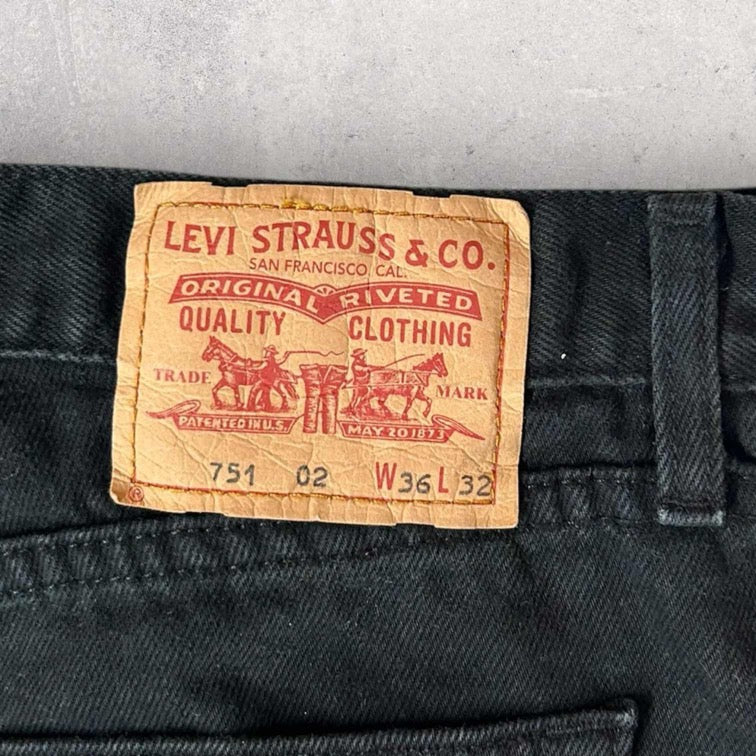 LEVI STRAUSS & CO.
SAN FRANCISCO, CAL.
ORIGINAL RIVETED
QUALITY CLOTHING
TRADE MARK
PATENTED IN U.S. MAY 20 1873
751 02 W36 L 32
®